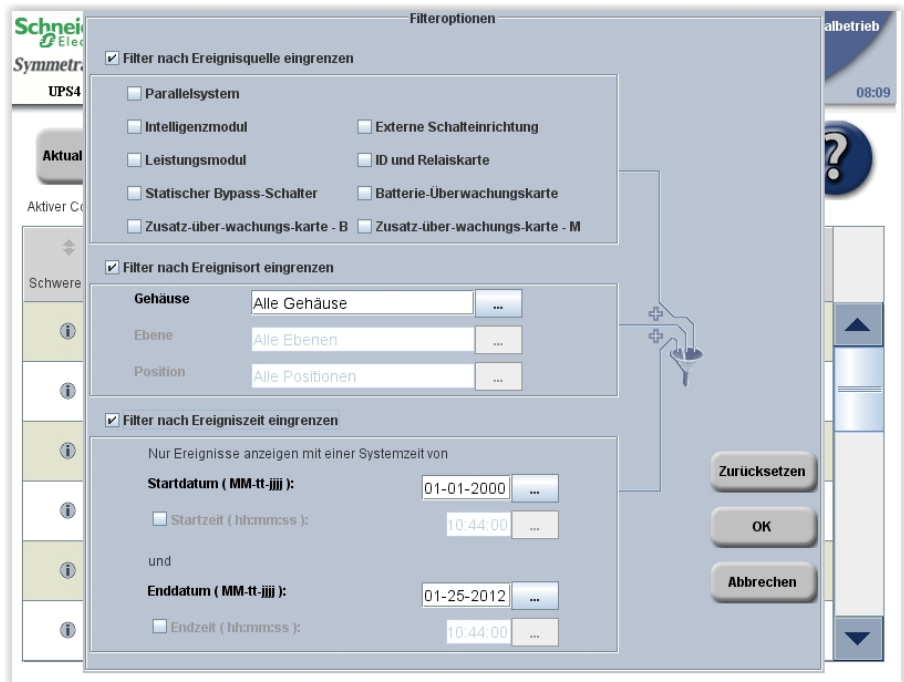 Filteroptionen
Schnei
Elec
Symmetra
UPS4
albetrieb
08:09
Aktual
?
Aktiver Co
Schwere
Filter nach Ereignisquelle eingrenzen
Parallelsystem
Intelligenzmodul
Externe Schalteinrichtung
Leistungsmodul
ID und Relaiskarte
Statischer Bypass-Schalter
Batterie-Überwachungskarte
Zusatz-über-wachungs-karte - B
Zusatz-über-wachungs-karte - M
Filter nach Ereignisort eingrenzen
Gehäuse
Alle Gehäuse
...
Ebene
Alle Ebenen
...
Position
Alle Positionen
...
Filter nach Ereigniszeit eingrenzen
Nur Ereignisse anzeigen mit einer Systemzeit von
Startdatum ( MM-tt-jjjj ):
01-01-2000
...
Startzeit ( hh:mm:ss ):
10:44:00
...
und
Enddatum ( MM-tt-jjjj ):
01-25-2012
...
Endzeit ( hh:mm:ss ):
10:44:00
...
Zurücksetzen
OK
Abbrechen